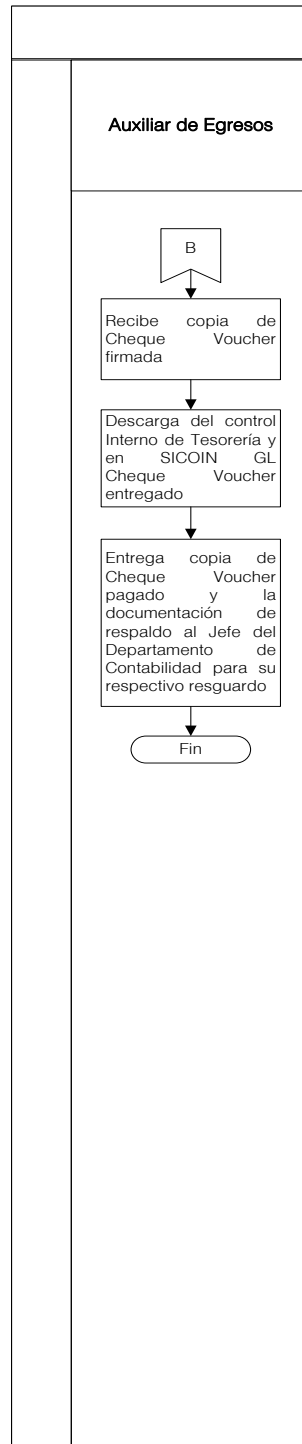 Auxiliar de Egresos
B
Recibe copia de
Cheque Voucher
firmada
Descarga del control
Interno de Tesorería y
en SICOIN GL
Cheque Voucher
entregado
Entrega copia de
Cheque Voucher
pagado y la
documentación de
respaldo al Jefe del
Departamento de
Contabilidad para su
respectivo resguardo
Fin